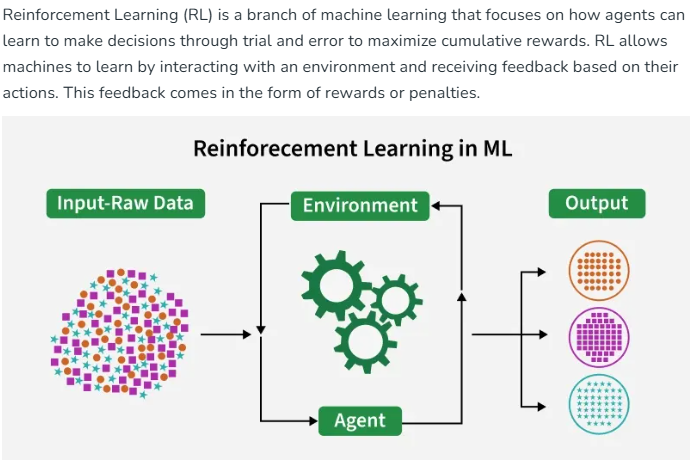 Reinforcement Learning (RL) is a branch of machine learning that focuses on how agents can
learn to make decisions through trial and error to maximize cumulative rewards. RL allows
machines to learn by interacting with an environment and receiving feedback based on their
actions. This feedback comes in the form of rewards or penalties.
Reinforecement Learning in ML
Input-Raw Data
Environment
Output
Agent